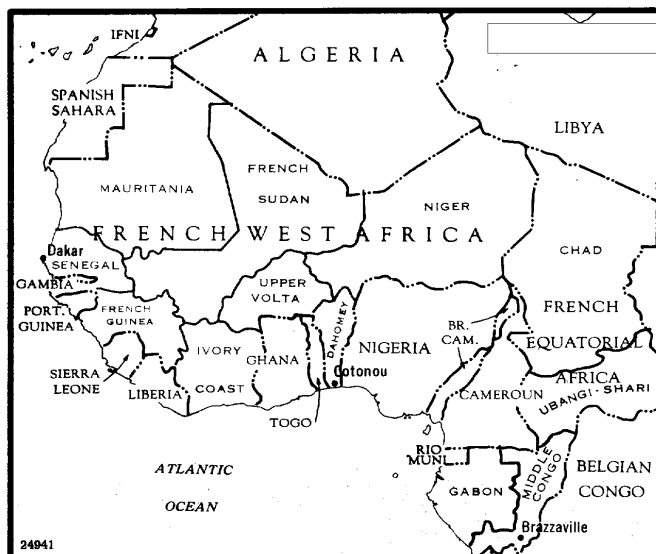 IFNI
ALGERIA
SPANISH
SAHARA
LIBYA
MAURITANIA
FRENCH
SUDAN
NIGER
FRENCH WEST AFRICA
CHAD
Dakar
SENEGAL
GAMBIA
PORT.
GUINEA
FRENCH
GUINEA
UPPER
VOLTA
DAHOMEY
NIGERIA
BR.
CAM.
FRENCH
EQUATORIAL
AFRICA
IVORY
COAST
GHANA
SIERRA
LEONE
LIBERIA
TOGO
Cotonou
CAMEROUN
UBANGI-SHARI
RIO
MUNI
GABON
MIDDLE
CONGO
BELGIAN
CONGO
ATLANTIC
OCEAN
Brazzaville
24941